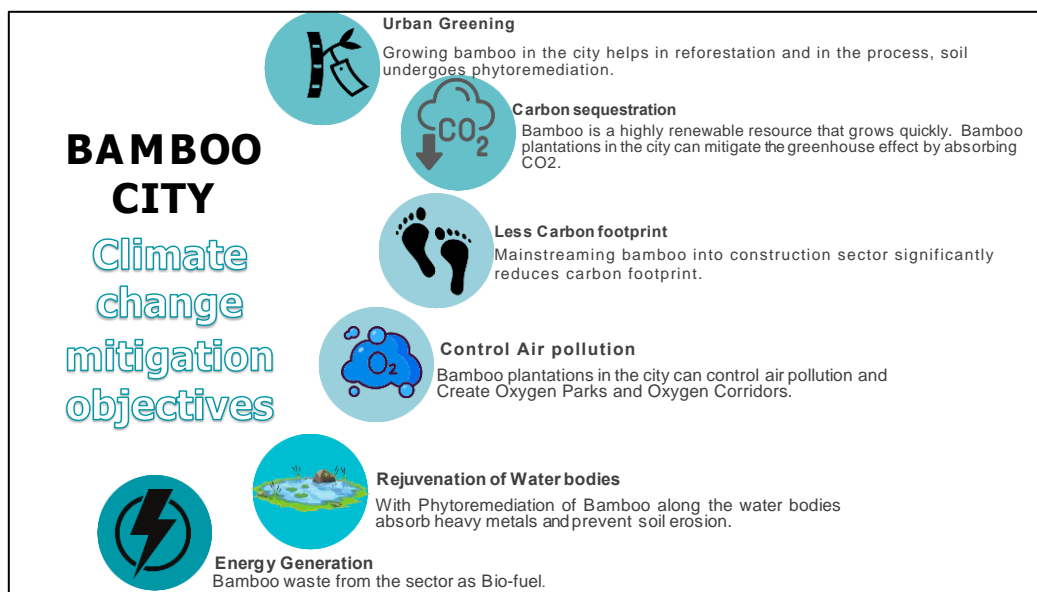 BAMBOO
CITY
Climate
change
mitigation
objectives
Urban Greening
Growing bamboo in the city helps in reforestation and in the process, soil
undergoes phytoremediation.
CO2
Carbon sequestration
Bamboo is a highly renewable resource that grows quickly. Bamboo
plantations in the city can mitigate the greenhouse effect by absorbing
CO2.
Less Carbon footprint
Mainstreaming bamboo into construction sector significantly
reduces carbon footprint.
O2
Control Air pollution
Bamboo plantations in the city can control air pollution and
Create Oxygen Parks and Oxygen Corridors.
Rejuvenation of Water bodies
With Phytoremediation of Bamboo along the water bodies
absorb heavy metals and prevent soil erosion.
Energy Generation
Bamboo waste from the sector as Bio-fuel.